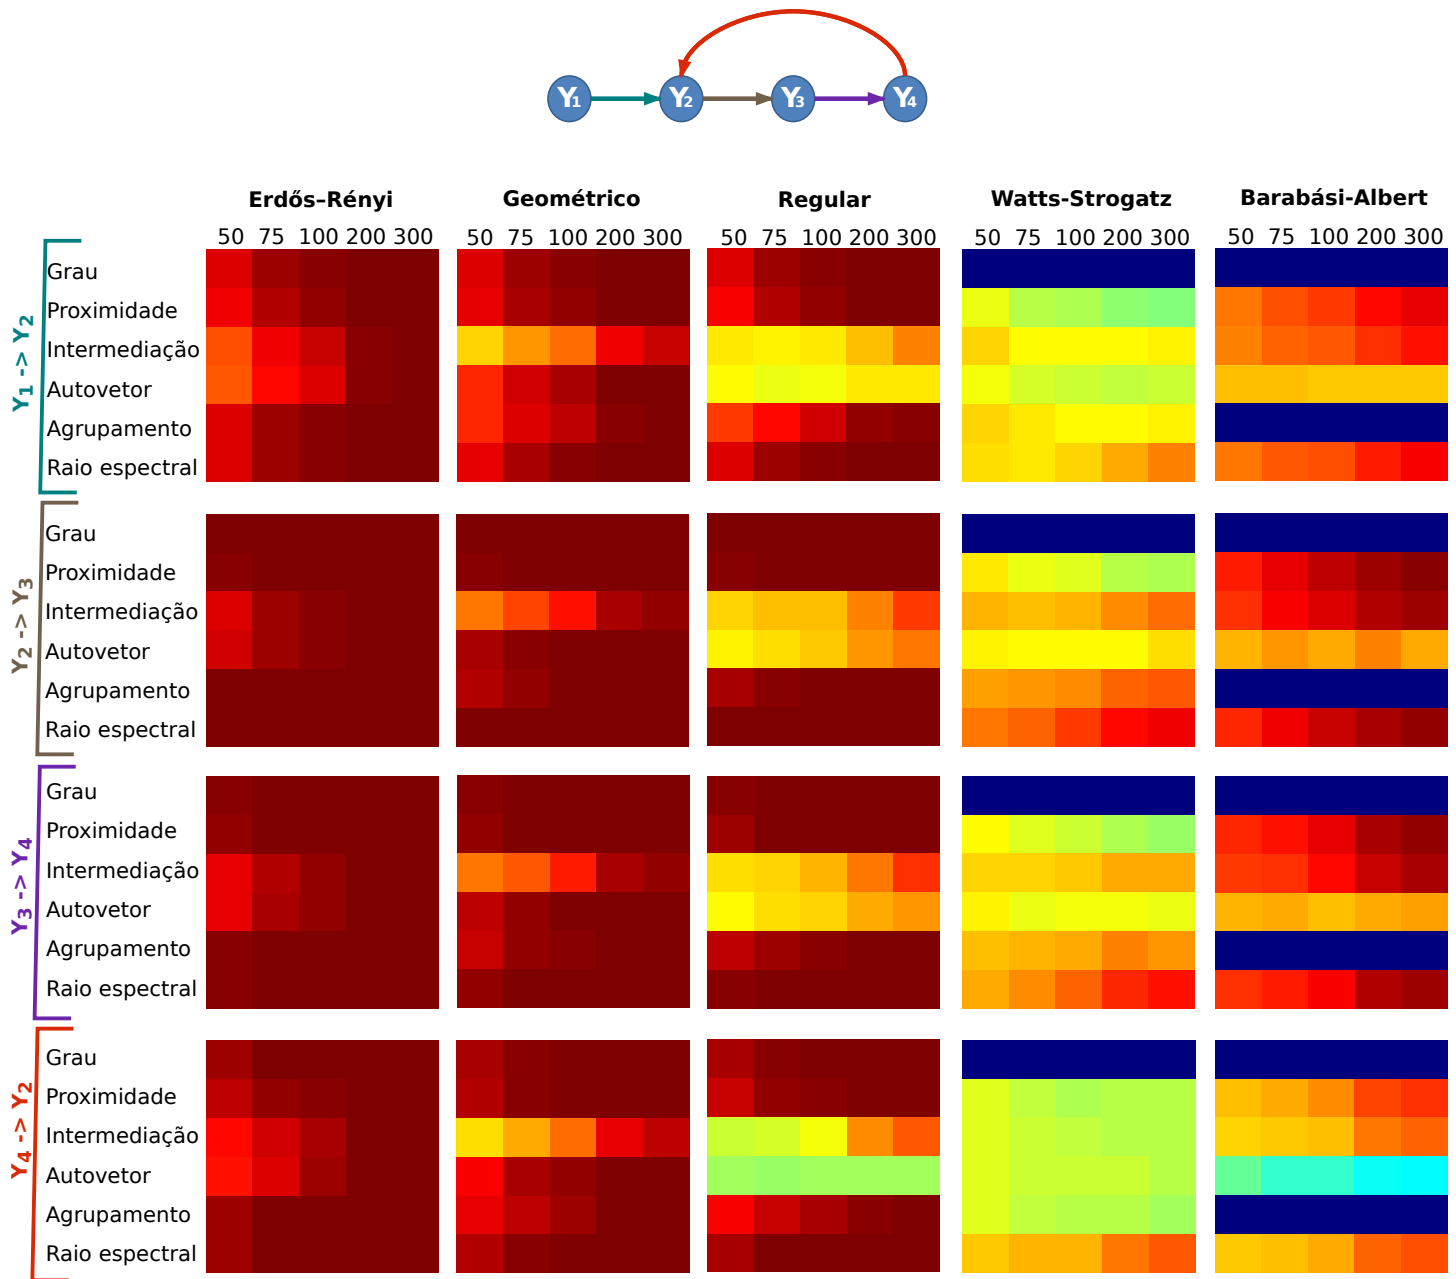 Y1 Y2 Y3 Y4
Erdős–Rényi Geométrico Regular Watts-Strogatz Barabási-Albert
50 75 100 200 300 50 75 100 200 300 50 75 100 200 300 50 75 100 200 300 50 75 100 200 300
Y1 -> Y2
Grau
Proximidade
Intermediação
Autovetor
Agrupamento
Raio espectral
Y2 -> Y3
Grau
Proximidade
Intermediação
Autovetor
Agrupamento
Raio espectral
Y3 -> Y4
Grau
Proximidade
Intermediação
Autovetor
Agrupamento
Raio espectral
Y4 -> Y2
Grau
Proximidade
Intermediação
Autovetor
Agrupamento
Raio espectral